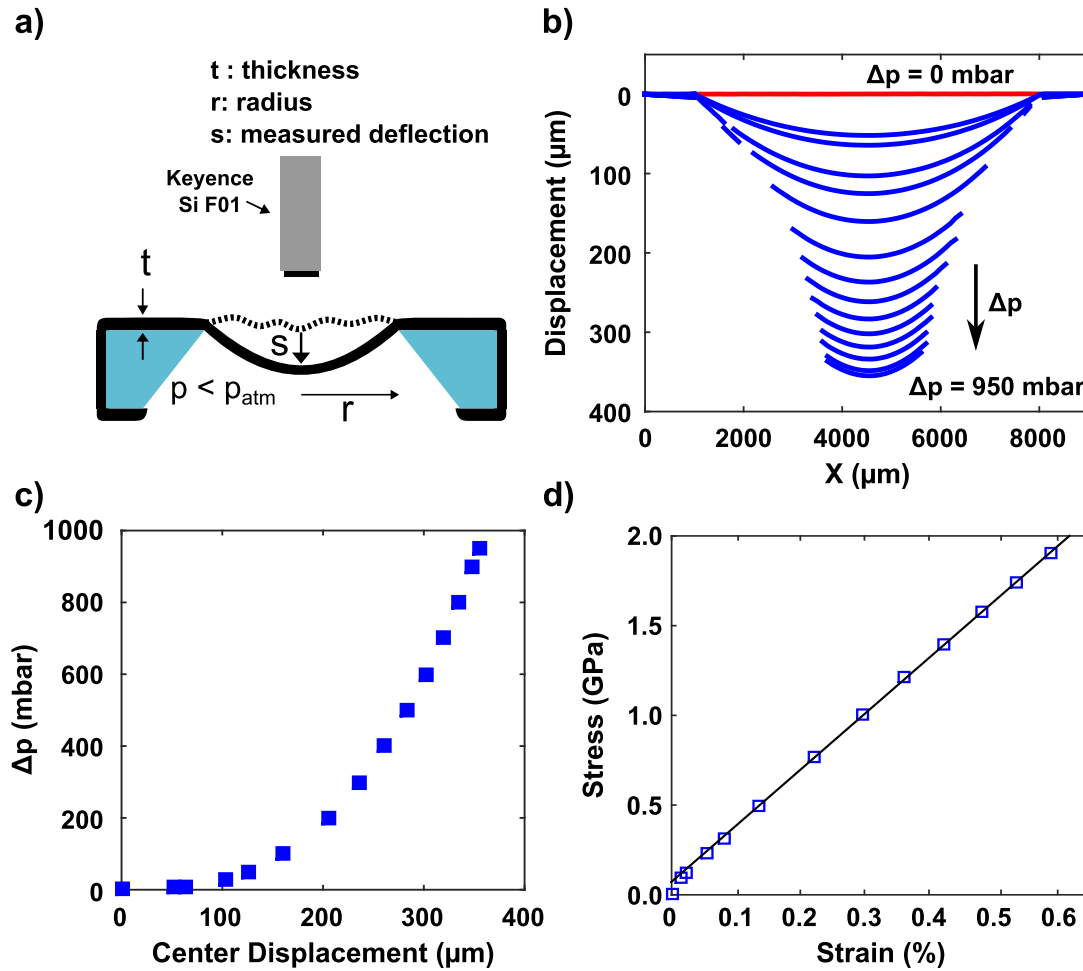 a)
t : thickness
r: radius
s: measured deflection
Keyence
Si F01
t
s
p < patm
r
b)
Δp = 0 mbar
0
100
200
300
400
Displacement (µm)
Δp
Δp = 950 mbar
0 2000 4000 6000 8000
X (µm)
c)
1000
800
600
400
200
0
Δp (mbar)
0 100 200 300 400
Center Displacement (µm)
d)
2.0
1.5
1.0
0.5
0.0
Stress (GPa)
0 0.1 0.2 0.3 0.4 0.5 0.6
Strain (%)